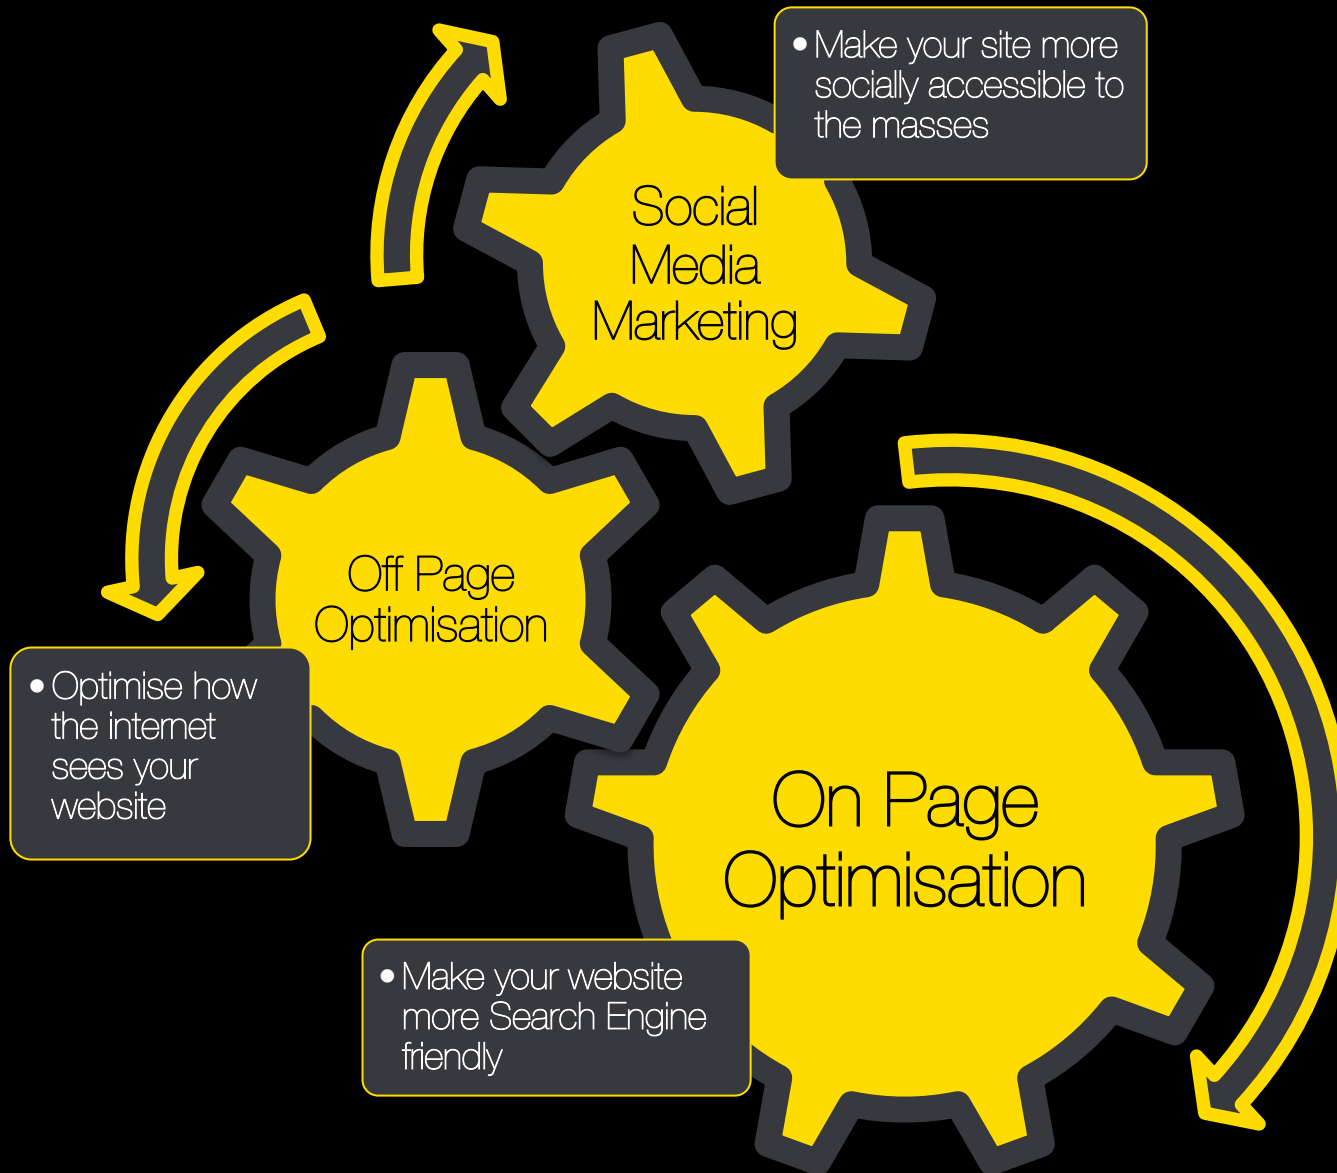 • Make your site more
socially accessible to
the masses
Social
Media
Marketing
Off Page
Optimisation
• Optimise how
the internet
sees your
website
On Page
Optimisation
• Make your website
more Search Engine
friendly